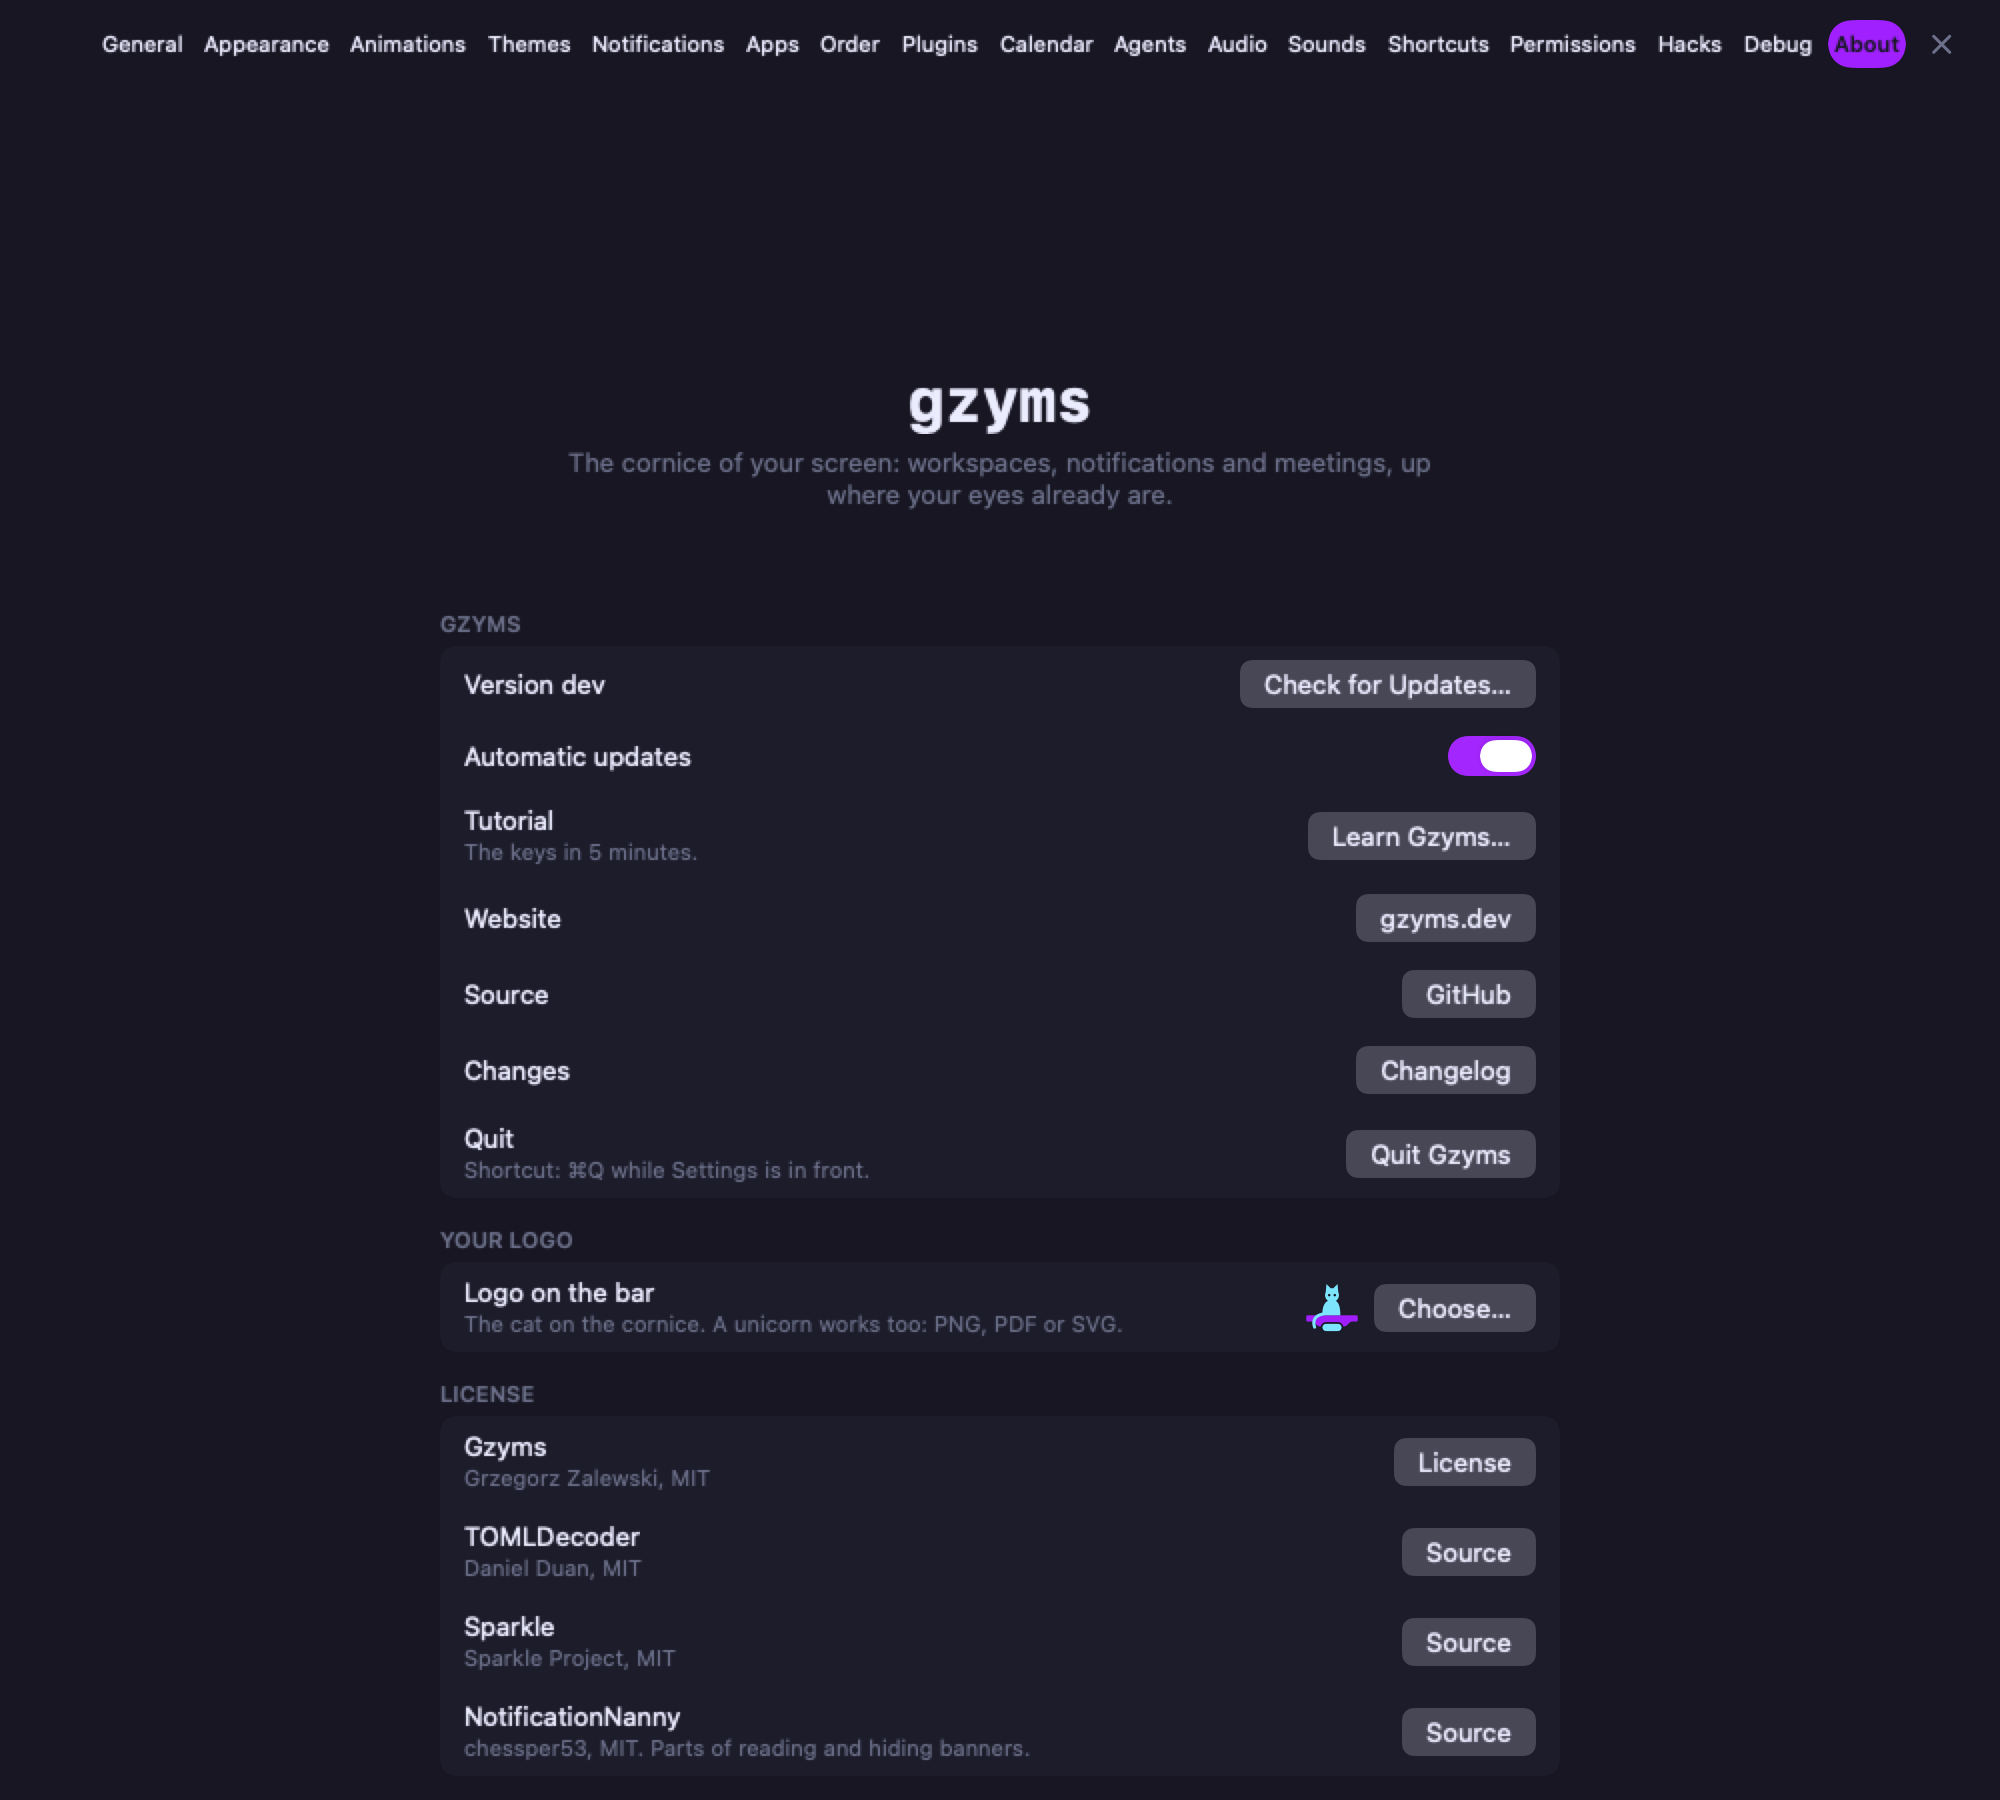 General Appearance Animations Themes Notifications Apps Order Plugins Calendar Agents Audio Sounds Shortcuts Permissions Hacks Debug About
gzyms
The cornice of your screen: workspaces, notifications and meetings, up
where your eyes already are.
GZYMS
Version dev
Check for Updates...
Automatic updates
Tutorial
The keys in 5 minutes.
Learn Gzyms...
Website
gzyms.dev
Source
GitHub
Changes
Changelog
Quit
Shortcut: ⌘Q while Settings is in front.
Quit Gzyms
YOUR LOGO
Logo on the bar
The cat on the cornice. A unicorn works too: PNG, PDF or SVG.
Choose...
LICENSE
Gzyms
Grzegorz Zalewski, MIT
License
TOMLDecoder
Daniel Duan, MIT
Source
Sparkle
Sparkle Project, MIT
Source
NotificationNanny
chessper53, MIT. Parts of reading and hiding banners.
Source